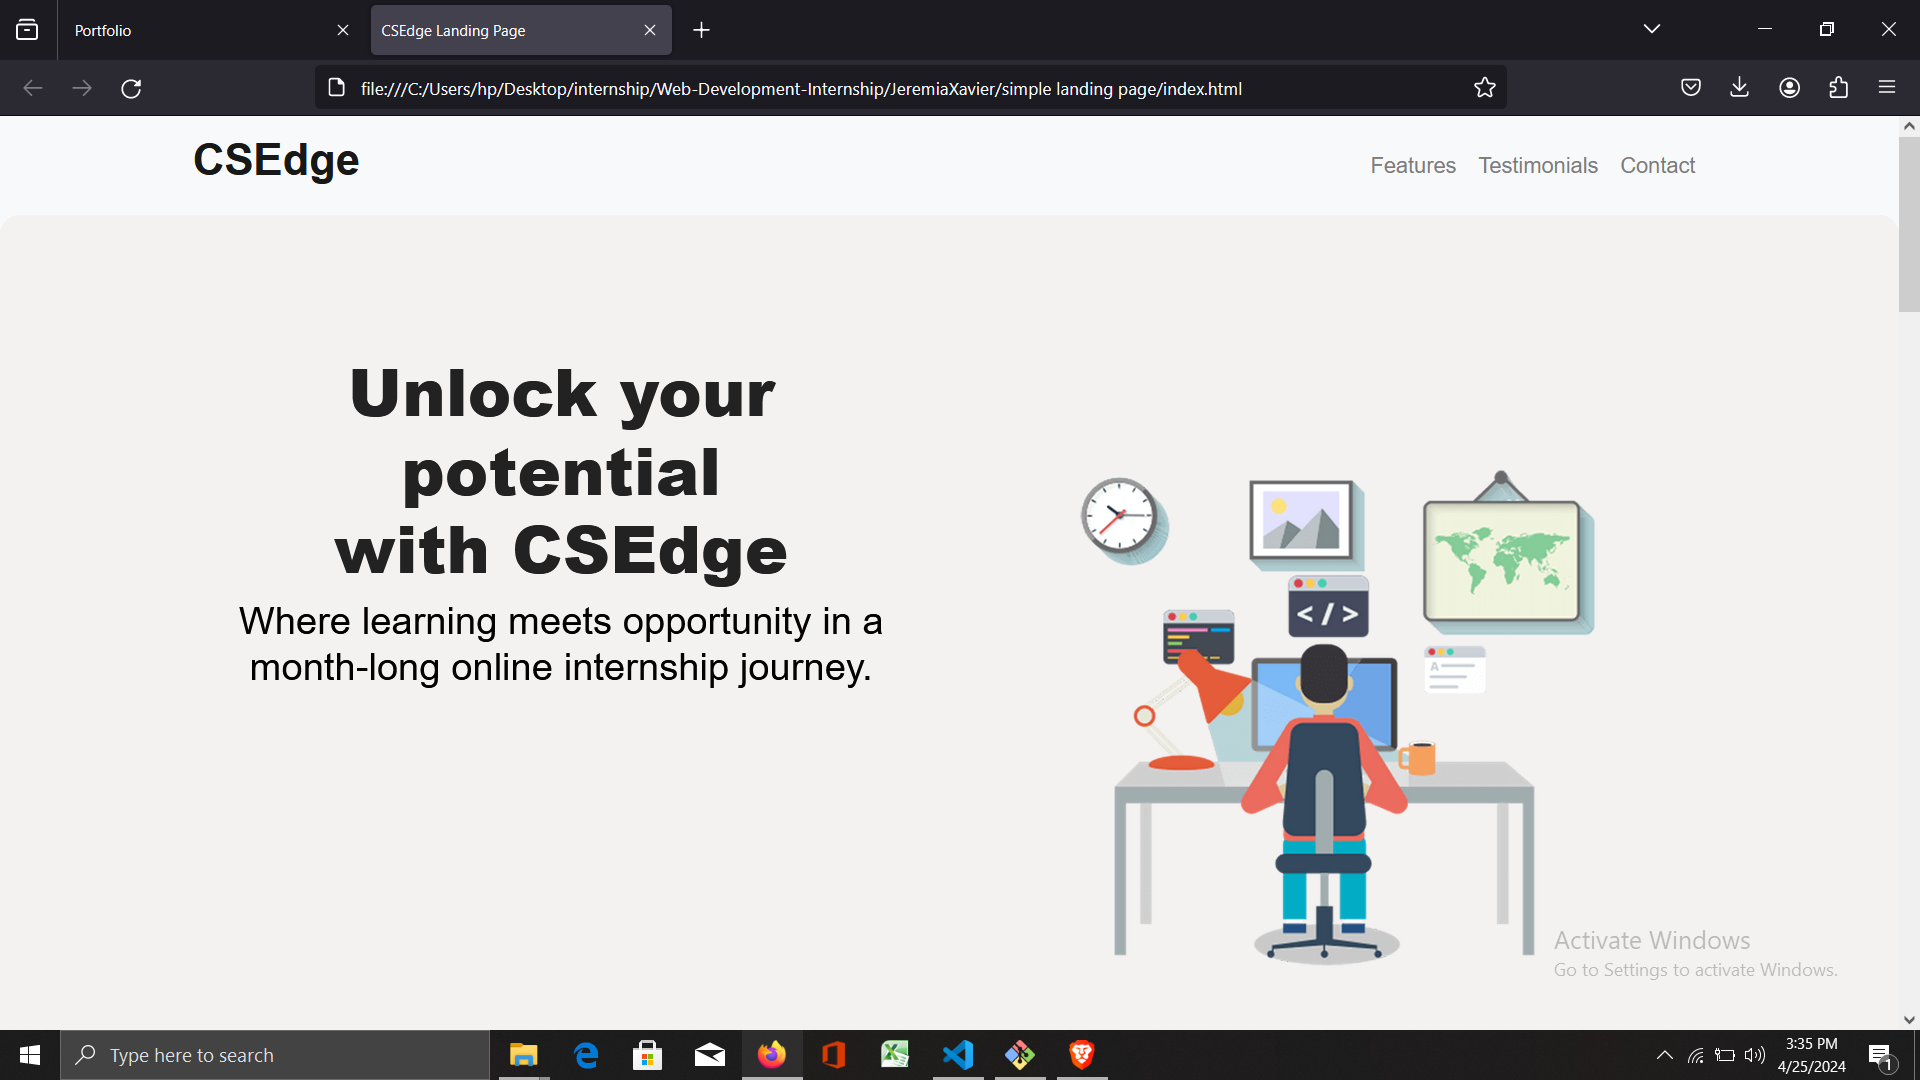 Portfolio
CSEdge Landing Page
file:///C:/Users/hp/Desktop/internship/Web-Development-Internship/JeremiaXavier/simple landing page/index.html
CSEdge
Features Testimonials Contact
Unlock your
potential
with CSEdge
Where learning meets opportunity in a
month-long online internship journey.
</>
A
Activate Windows
Go to Settings to activate Windows.
Type here to search
3:35 PM
4/25/2024
1